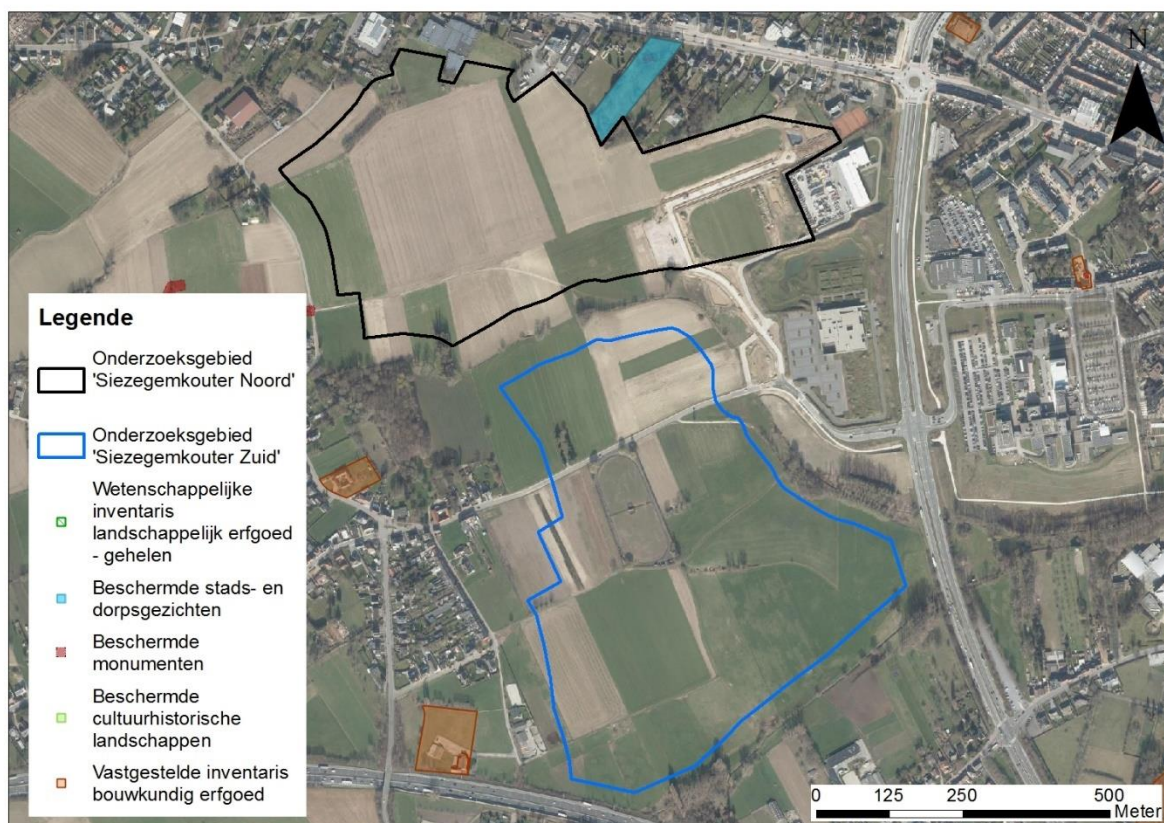 N
Legende
Onderzoeksgebied
'Siezegemkouter Noord'
Onderzoeksgebied
'Siezegemkouter Zuid'
Wetenschappelijke
inventaris
landschappelijk erfgoed
- gehelen
Beschermde stads- en
dorpsgezichten
Beschermde
monumenten
Beschermde
cultuurhistorische
landschappen
Vastgestelde inventaris
bouwkundig erfgoed
0 125 250 500
Meter